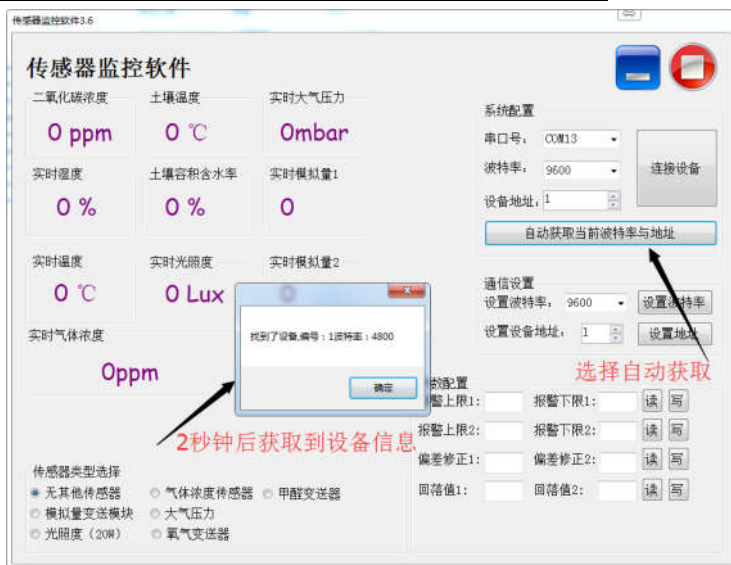 传感器监控软件3.6
传感器监控软件
二氧化碳浓度
0 ppm
土壤温度
0 ℃
实时大气压力
0mbar
实时湿度
0 %
土壤容积含水率
0 %
实时模拟量1
0
实时温度
0 ℃
实时光照度
0 Lux
实时模拟量2
0
实时气体浓度
0ppm
系统配置
串口号: COM13
波特率: 9600
设备地址: 1
连接设备
自动获取当前波特率与地址
通信设置
设置波特率: 9600 设置波特率
设置设备地址: 1 设置地址
选择自动获取
找到了设备,编号:1波特率:4800
确定
2秒钟后获取到设备信息
数配置
警上限1: 报警下限1: 读 写
报警上限2: 报警下限2: 读 写
偏差修正1: 偏差修正2: 读 写
回落值1: 回落值2: 读 写
传感器类型选择
无其他传感器 气体浓度传感器 甲醛变送器
模拟量变送模块 大气压力
光照度(20W) 氧气变送器